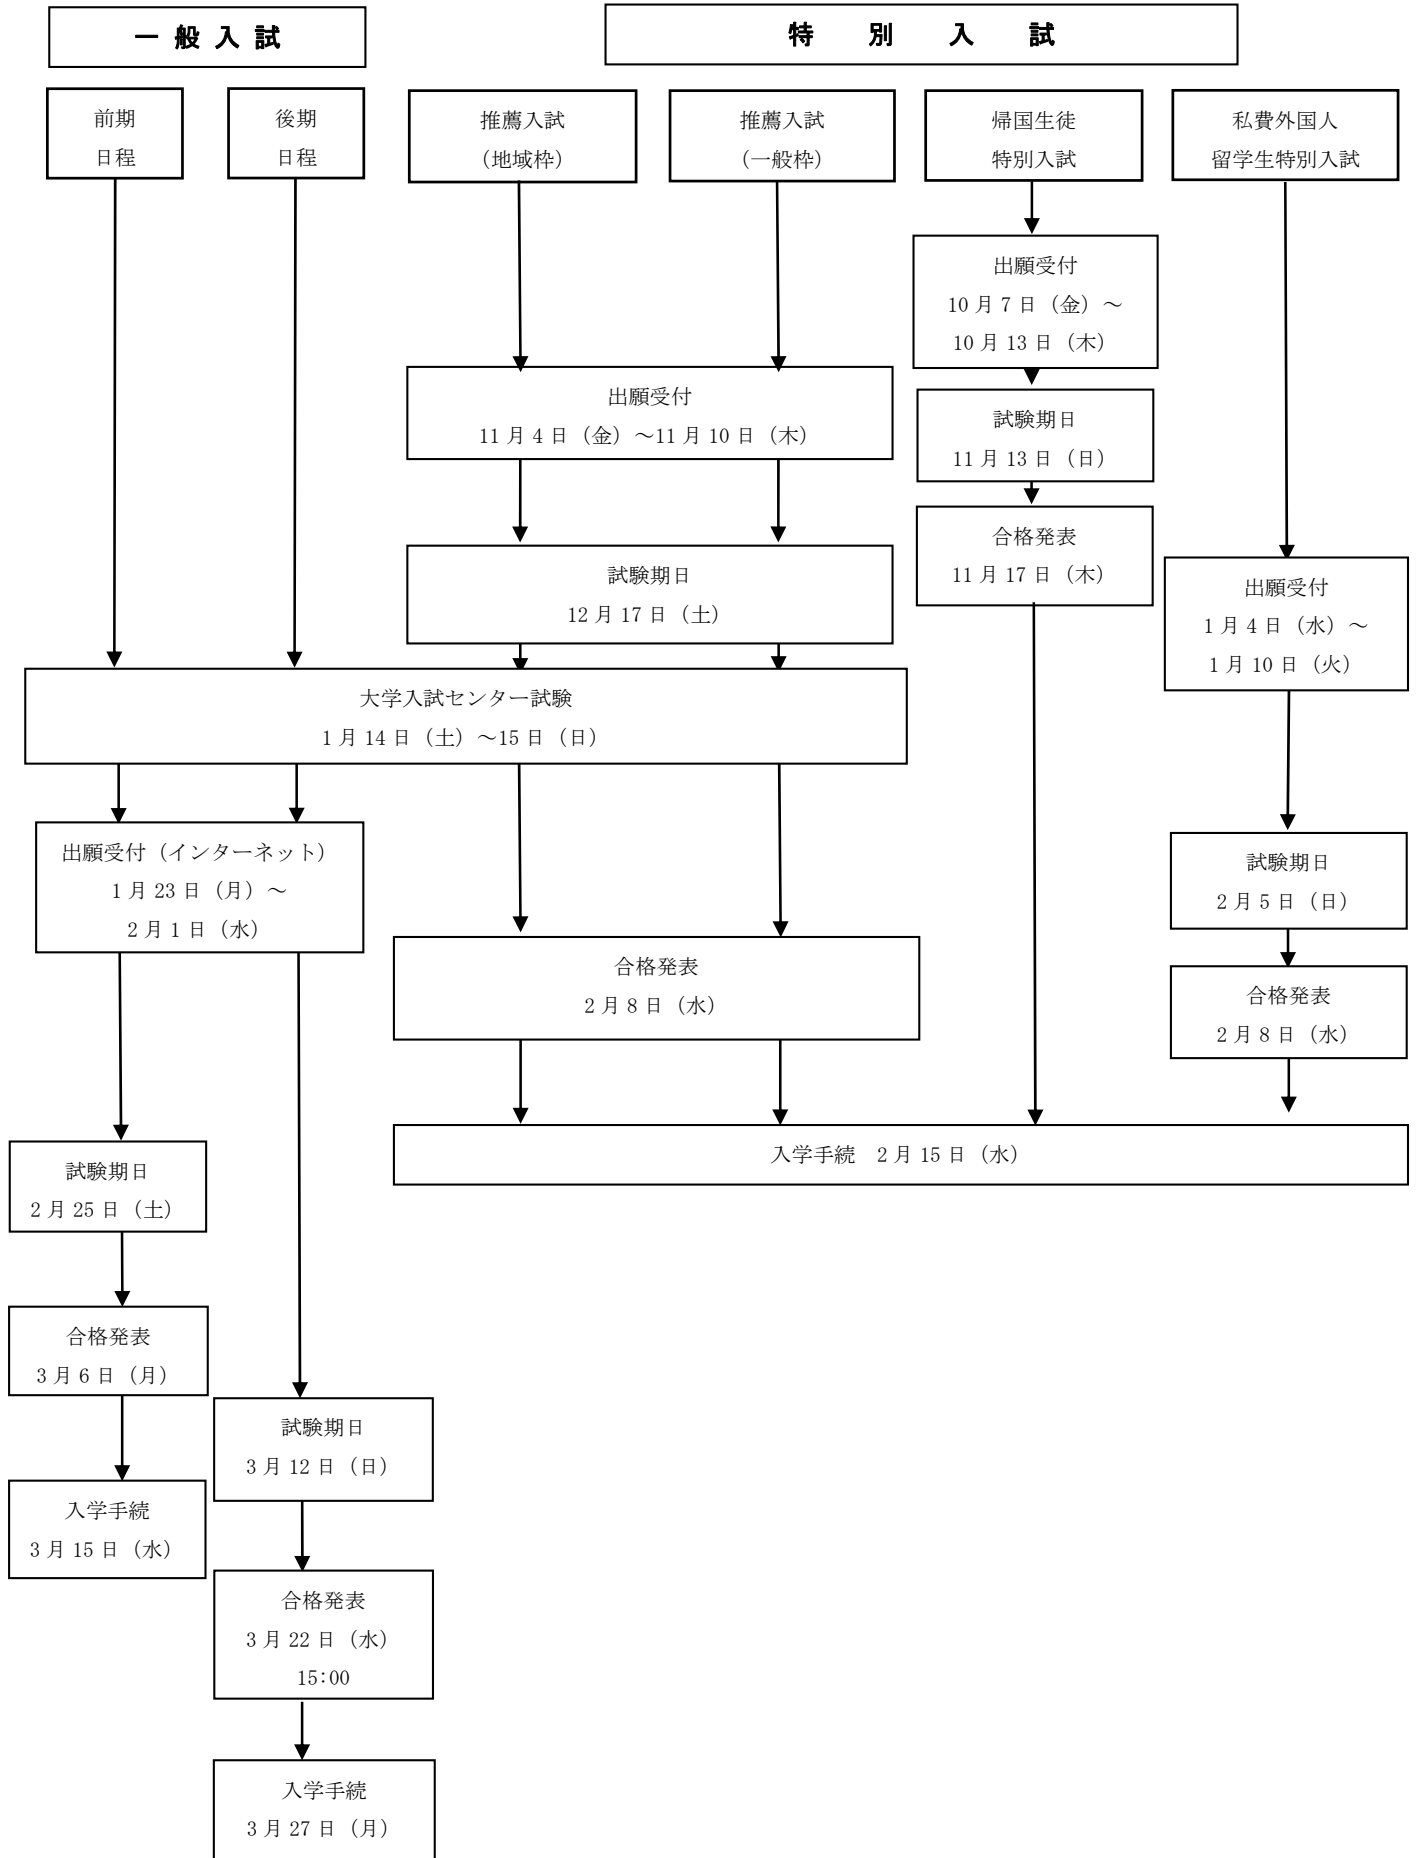 一般入試
特別入試
前期
日程
後期
日程
推薦入試
(地域枠)
推薦入試
(一般枠)
帰国生徒
特別入試
私費外国人
留学生特別入試
出願受付
10月7日(金)～
10月13日(木)
出願受付
11月4日(金)～11月10日(木)
試験期日
11月13日(日)
合格発表
11月17日(木)
試験期日
12月17日(土)
出願受付
1月4日(水)～
1月10日(火)
大学入試センター試験
1月14日(土)～15日(日)
出願受付(インターネット)
1月23日(月)～
2月1日(水)
試験期日
2月5日(日)
合格発表
2月8日(水)
合格発表
2月8日(水)
入学手続 2月15日(水)
試験期日
2月25日(土)
合格発表
3月6日(月)
試験期日
3月12日(日)
入学手続
3月15日(水)
合格発表
3月22日(水)
15:00
入学手続
3月27日(月)